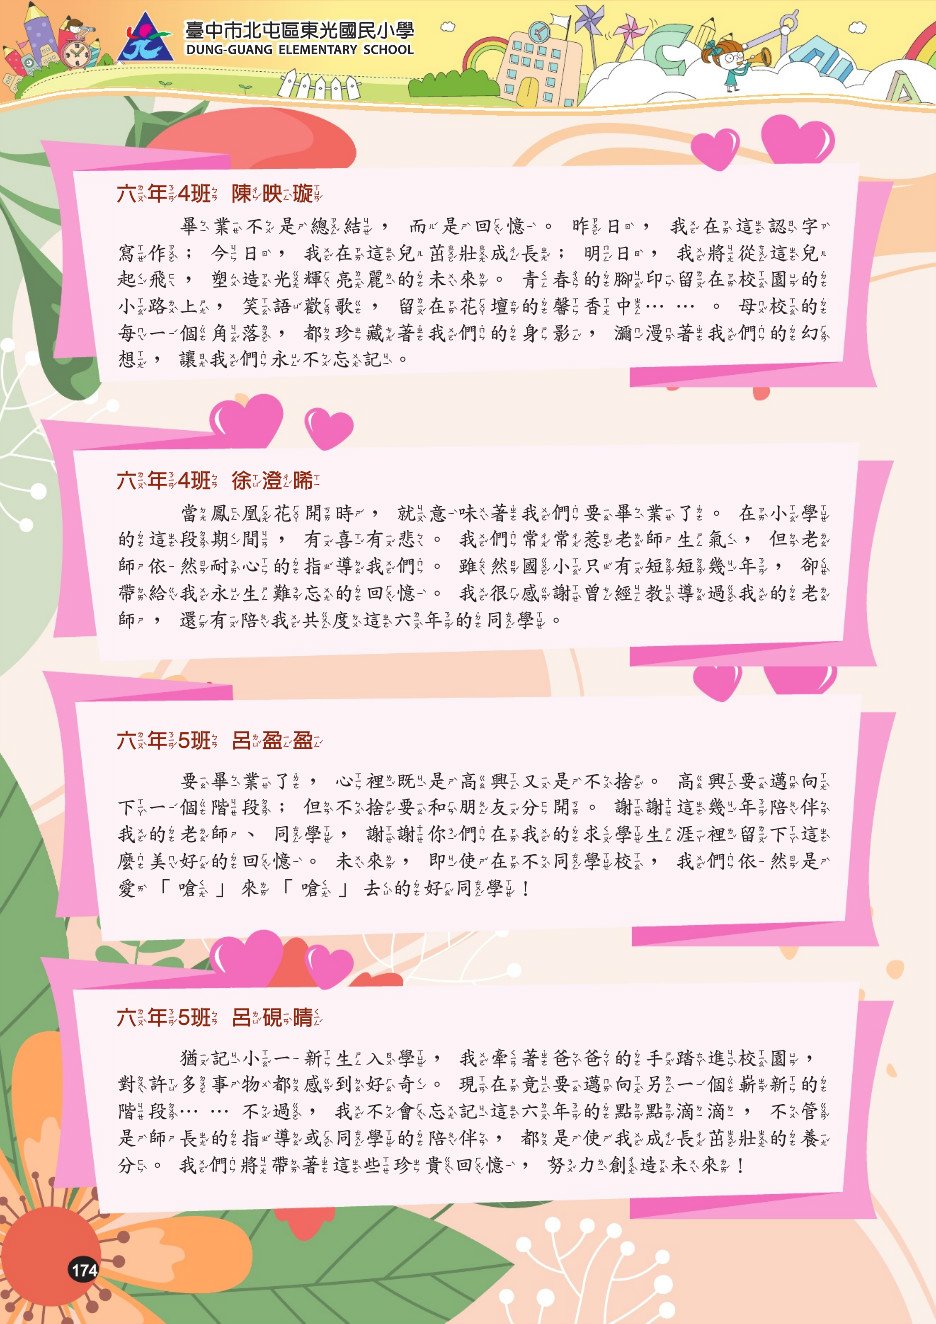 臺中市北屯區東光國民小學
DUNG-GUANG ELEMENTARY SCHOOL
六年4班 陳映璇
畢業不是總結，而是回憶。昨日，我在這認字
寫作；今日，我在這兒茁壯成長；明日，我將從這兒
起飛，塑造光輝亮麗的未來。青春的腳印留在校園的
小路上，笑語歡歌，留在花壇的馨香中……。母校的
每一個角落，都珍藏著我們的身影，瀰漫著我們的幻
想，讓我們永不忘記。
六年4班 徐澄晞
當鳳凰花開時，就意味著我們要畢業了。在小學
的這段期間，有喜有悲。我們常常惹老師生氣，但老
師依然耐心的指導我們。雖然國小只有短短幾年，卻
帶給我永生難忘的回憶。我很感謝曾經教導過我的老
師，還有陪我共度這六年的同學。
六年5班 呂盈盈
要畢業了，心裡既是高興又是不捨。高興要邁向
下一個階段；但不捨要和朋友分開。謝謝這幾年陪伴
我的老師、同學，謝謝你們在我的求學生涯裡留下這
麼美好的回憶。未來，即使在不同學校，我們依然是
愛「嗆」來「嗆」去的好同學！
六年5班 呂硯晴
猶記小一新生入學，我牽著爸爸的手踏進校園，
對許多事物都感到好奇。現在竟要邁向另一個嶄新的
階段……不過，我不會忘記這六年的點點滴滴，不管
是師長的指導或同學的陪伴，都是使我成長茁壯的養
分。我們將帶著這些珍貴回憶，努力創造未來！
174